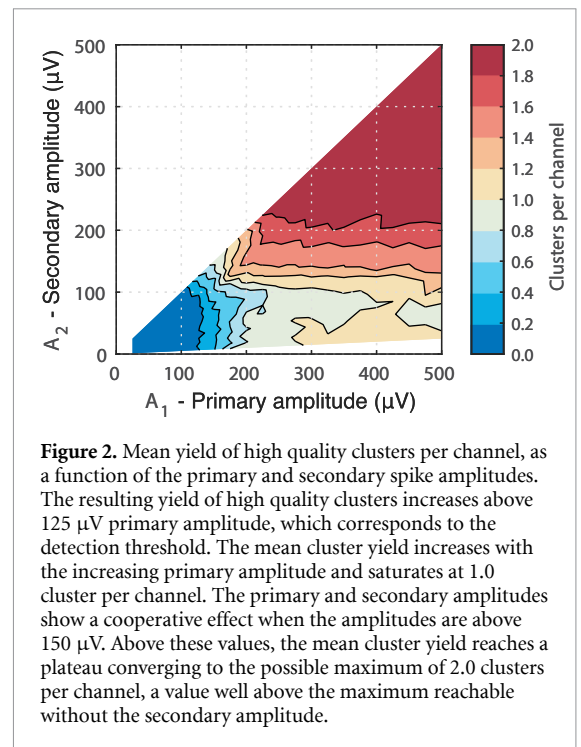 500
400
300
200
100
0
A2 - Secondary amplitude (μV)
0 100 200 300 400 500
A1 - Primary amplitude (μV)
2.0
1.8
1.6
1.4
1.2
1.0
0.8
0.6
0.4
0.2
0.0
Clusters per channel
Figure 2. Mean yield of high quality clusters per channel, as
a function of the primary and secondary spike amplitudes.
The resulting yield of high quality clusters increases above
125 μV primary amplitude, which corresponds to the
detection threshold. The mean cluster yield increases with
the increasing primary amplitude and saturates at 1.0
cluster per channel. The primary and secondary amplitudes
show a cooperative effect when the amplitudes are above
150 μV. Above these values, the mean cluster yield reaches a
plateau converging to the possible maximum of 2.0 clusters
per channel, a value well above the maximum reachable
without the secondary amplitude.